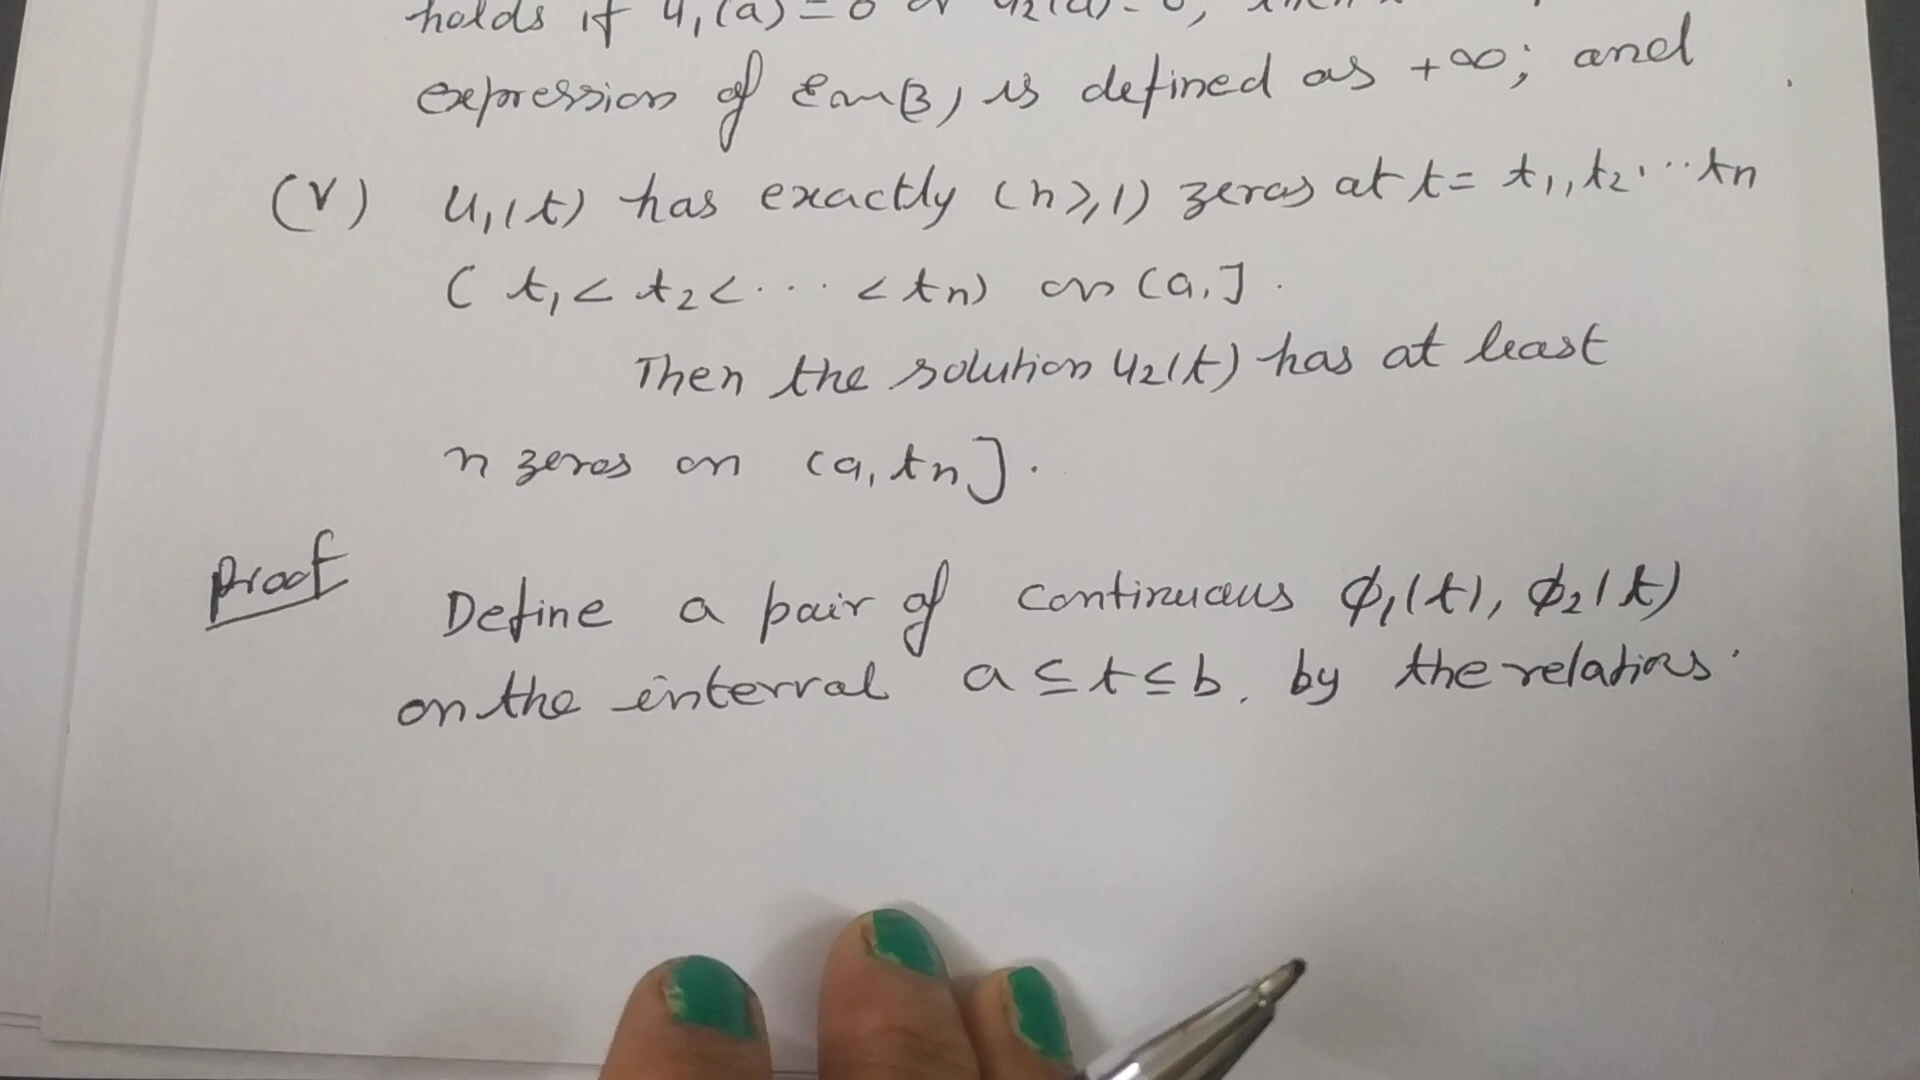 holds if u₁(a) = 0 or u₂(a) = 0,
expression of Eqn (3) is defined as +∞; and
(V) u₁(t) has exactly (n≥1) zeros at t = t₁, t₂, ... tn
( t₁ < t₂ < ... < tn) on (a, ].
Then the solution u₂(t) has at least
n zeros on (a, tn].
Proof Define a pair of continuous φ₁(t), φ₂(t)
on the interval a ≤ t ≤ b, by the relations.